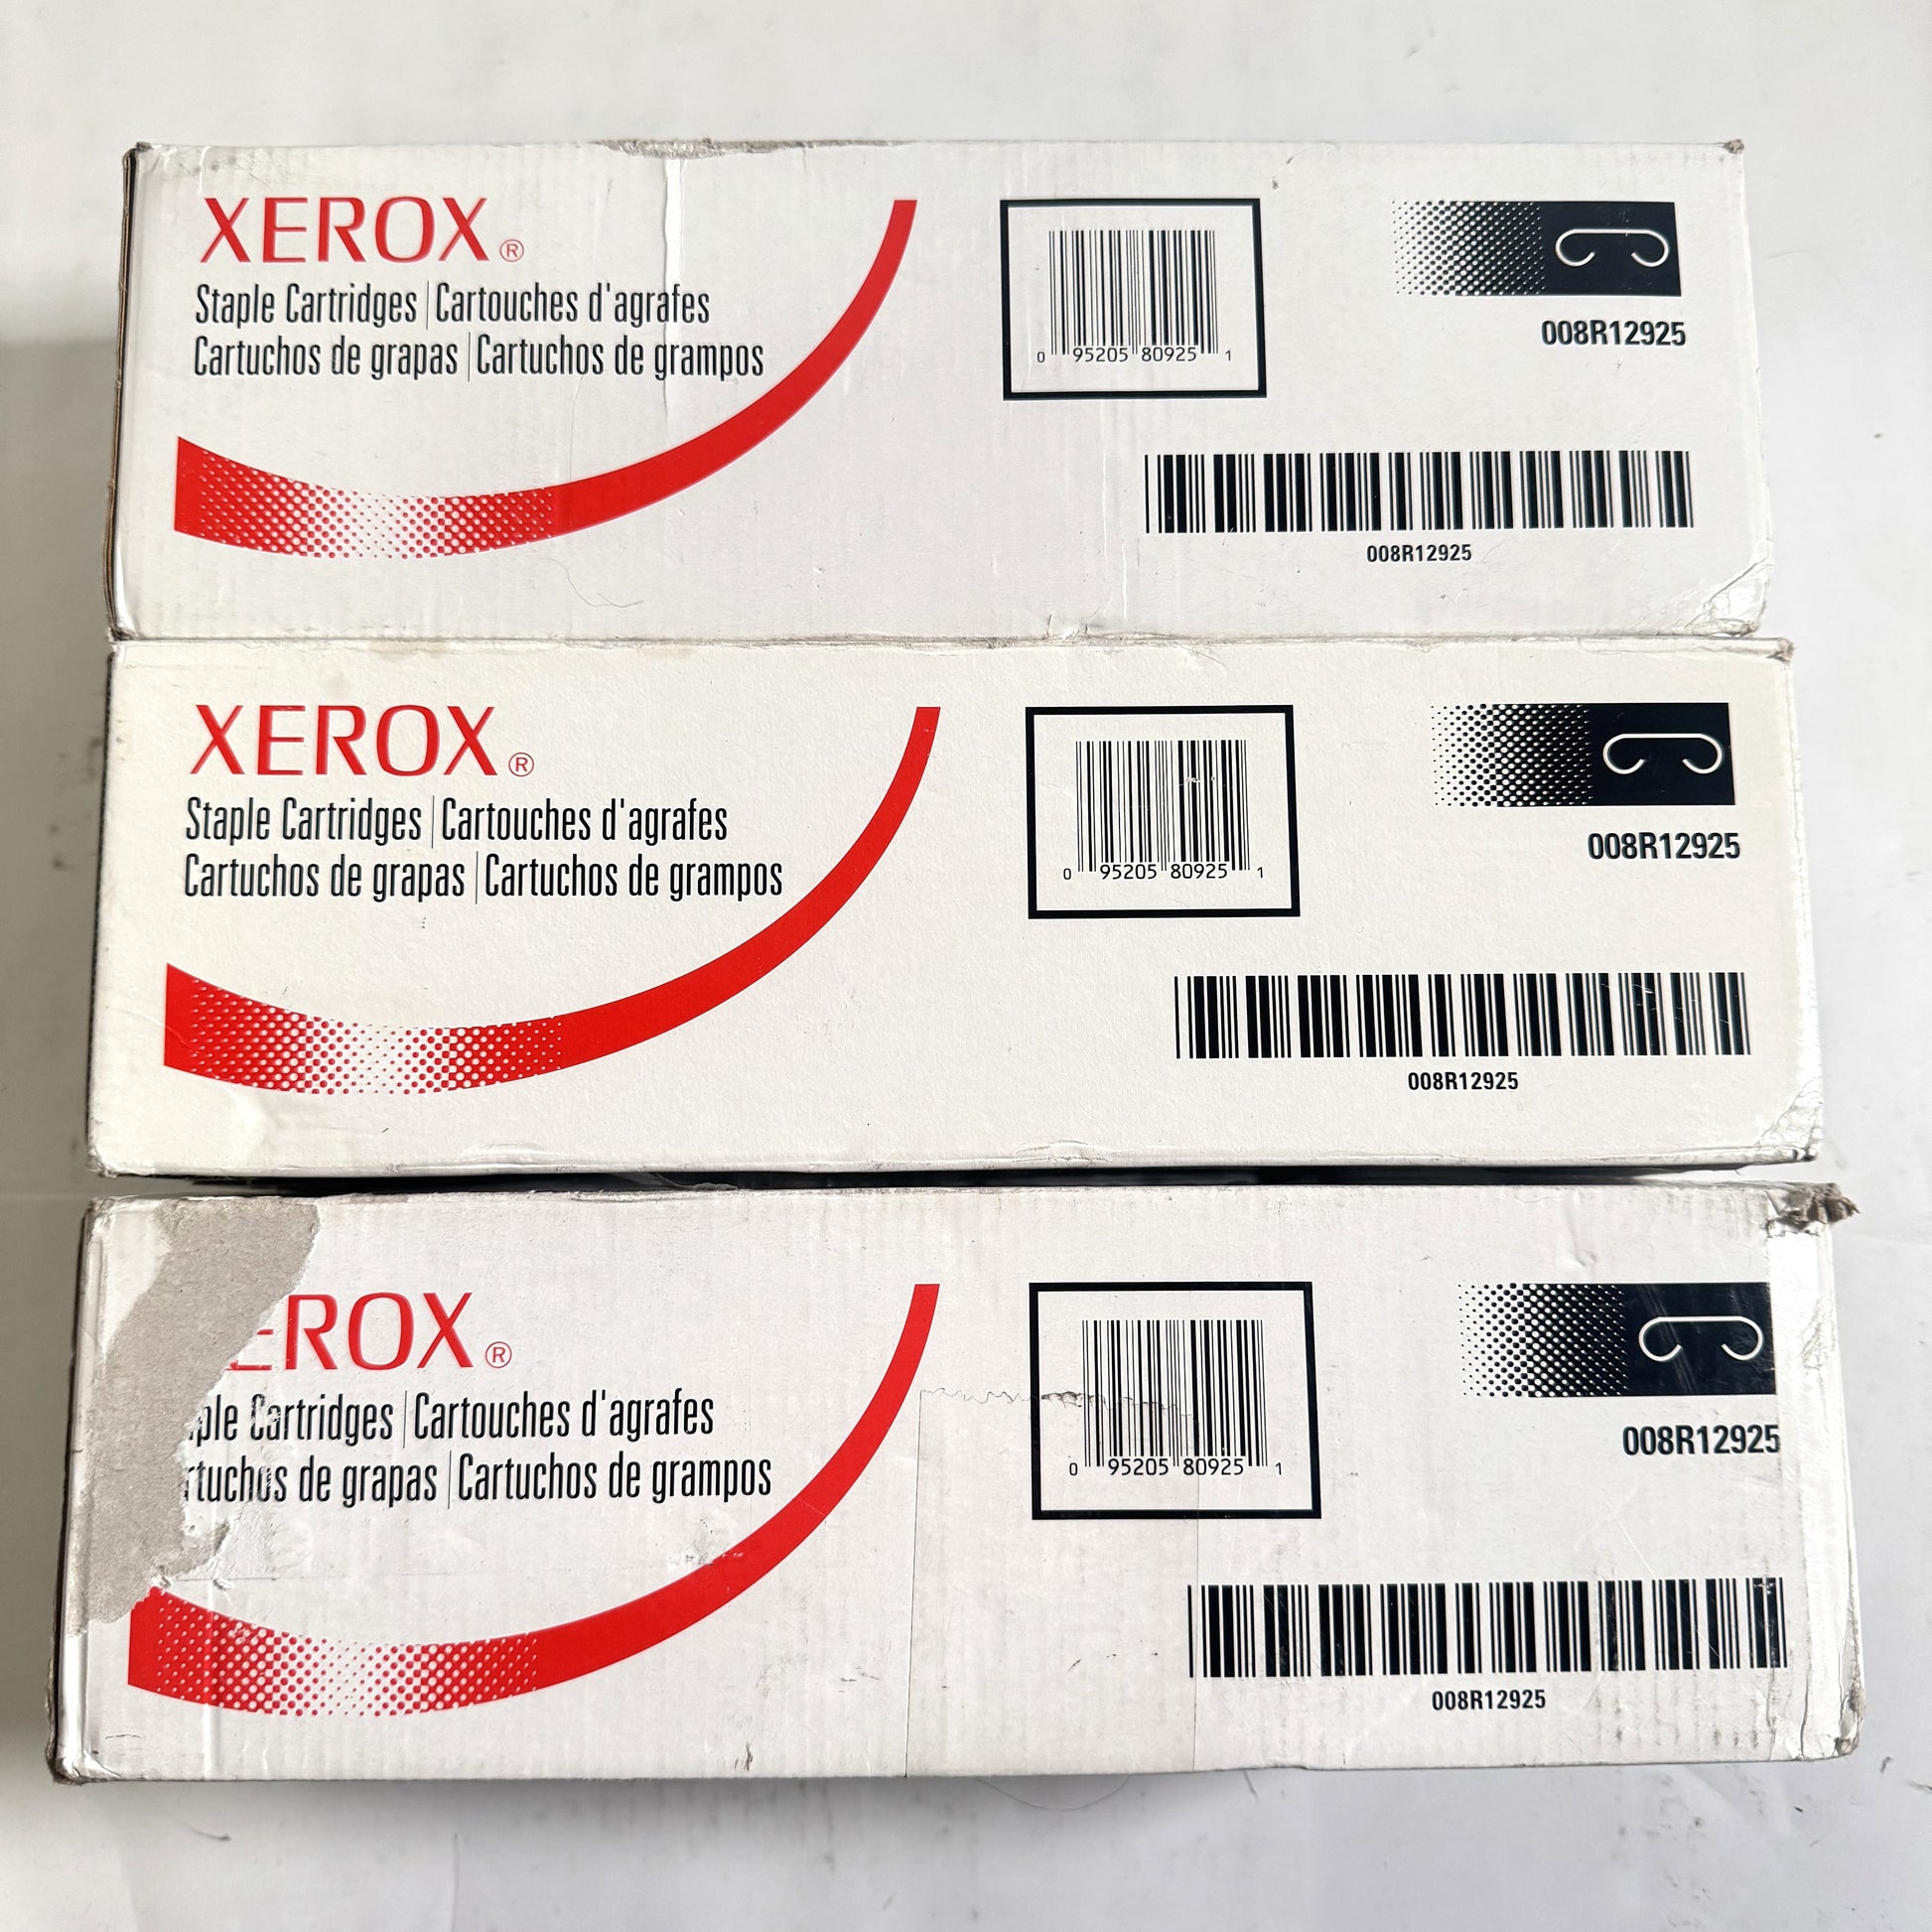 XEROX®
Staple Cartridges | Cartouches d'agrafes
Cartuchos de grapas | Cartuchos de grampos
0 95205 80925 1
008R12925
008R12925
XEROX®
Staple Cartridges | Cartouches d'agrafes
Cartuchos de grapas | Cartuchos de grampos
0 95205 80925 1
008R12925
008R12925
EROX®
ple Cartridges | Cartouches d'agrafes
rtuchos de grapas | Cartuchos de grampos
0 95205 80925 1
008R12925
008R12925